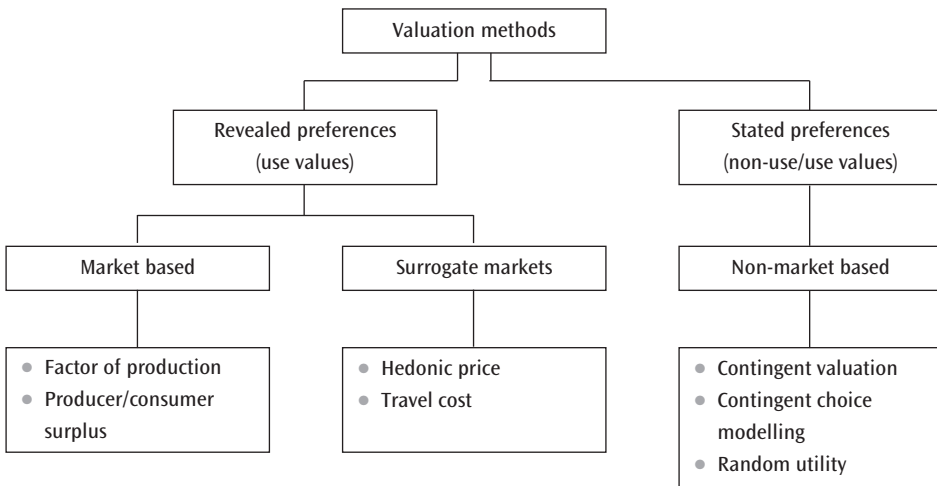 Valuation methods
Revealed preferences
(use values)
Stated preferences
(non-use/use values)
Market based
Surrogate markets
Non-market based
Factor of production
Producer/consumer
surplus
Hedonic price
Travel cost
Contingent valuation
Contingent choice
modelling
Random utility